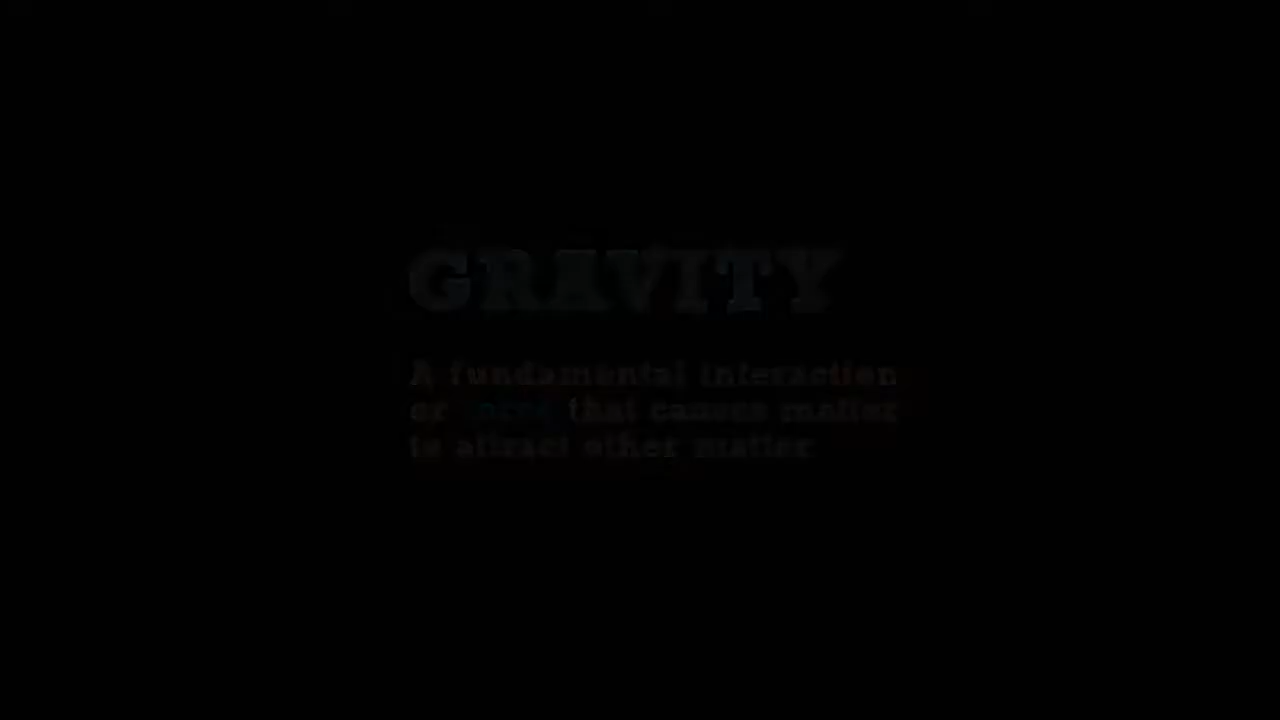 GRAVITY
A fundamental interaction
or force that causes matter
to attract other matter